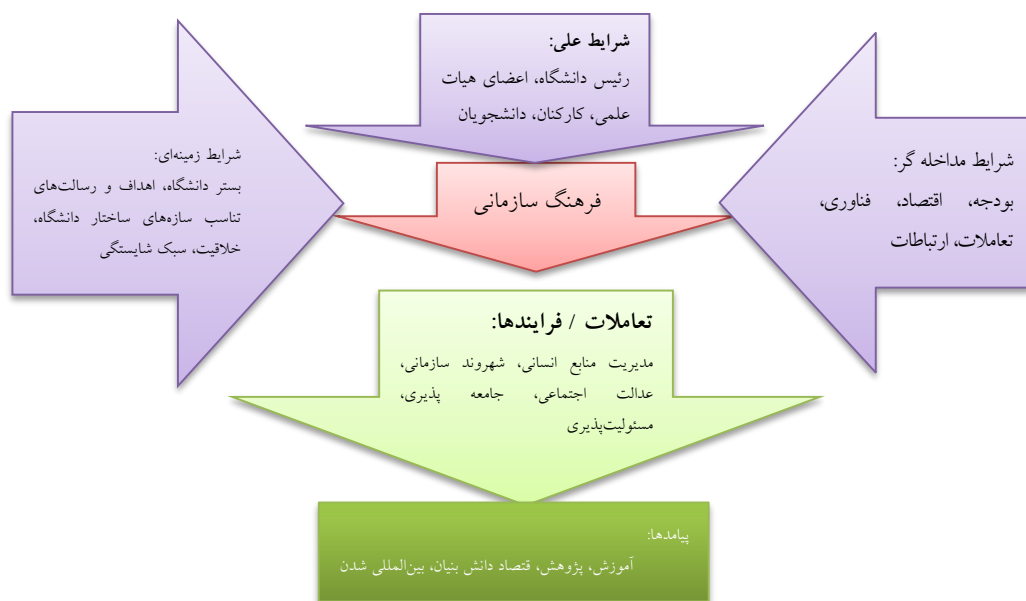 شرایط علی:
رئیس دانشگاه، اعضای هیات
علمی، کارکنان، دانشجویان
شرایط مداخله گر:
بودجه، اقتصاد، فناوری،
تعاملات، ارتباطات
فرهنگ سازمانی
شرایط زمینه‌ای:
بستر دانشگاه، اهداف و رسالت‌های
تناسب سازه‌های ساختار دانشگاه،
خلاقیت، سبک شایستگی
تعاملات / فرایندها:
مدیریت منابع انسانی، شهروند سازمانی،
عدالت اجتماعی، جامعه پذیری،
مسئولیت‌پذیری
پیامدها:
آموزش، پژوهش، قتصاد دانش بنیان، بین‌المللی شدن